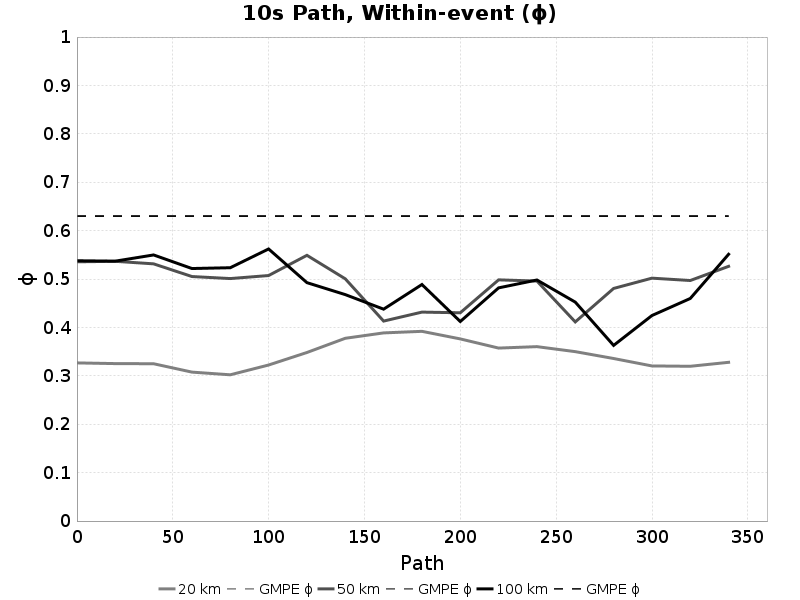 10s Path, Within-event (ϕ)
1
0.9
0.8
0.7
0.6
0.5
0.4
0.3
0.2
0.1
0
ϕ
0 50 100 150 200 250 300 350
Path
20 km GMPE ϕ 50 km GMPE ϕ 100 km GMPE ϕ